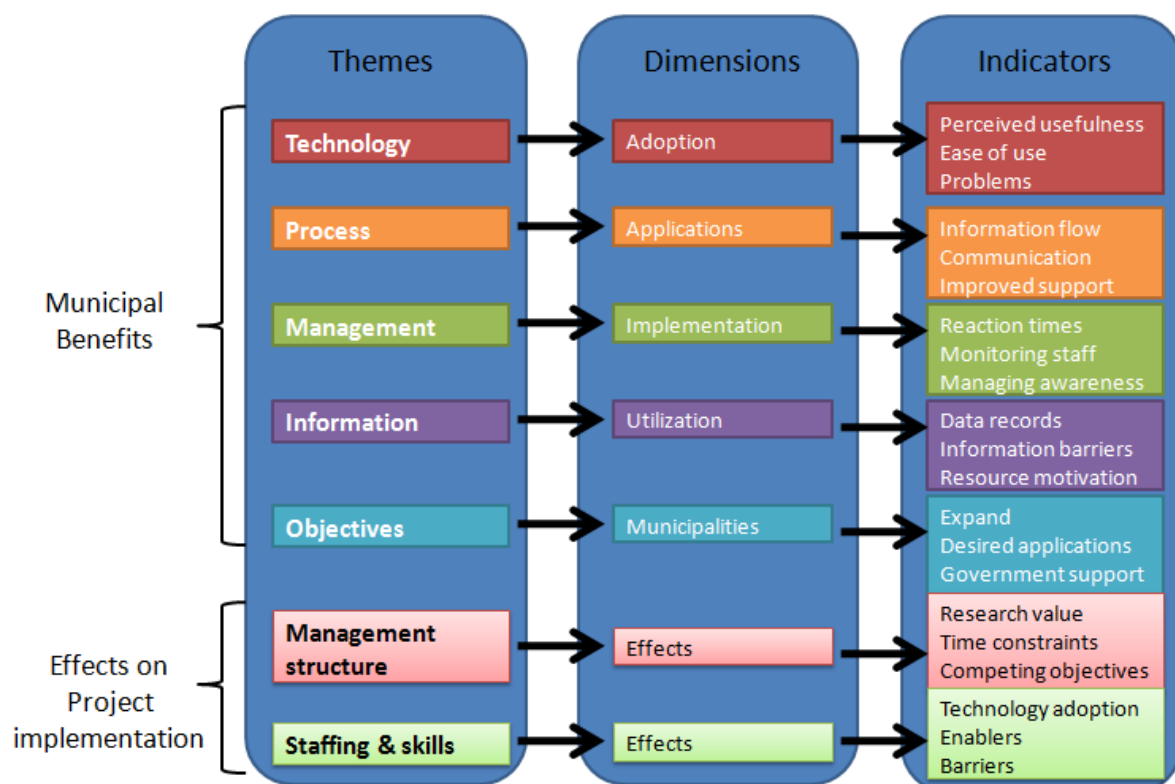 Themes
Dimensions
Indicators
Municipal
Benefits
Technology
Adoption
Perceived usefulness
Ease of use
Problems
Process
Applications
Information flow
Communication
Improved support
Management
Implementation
Reaction times
Monitoring staff
Managing awareness
Information
Utilization
Data records
Information barriers
Resource motivation
Objectives
Municipalities
Expand
Desired applications
Government support
Effects on
Project
implementation
Management
structure
Effects
Research value
Time constraints
Competing objectives
Staffing & skills
Effects
Technology adoption
Enablers
Barriers